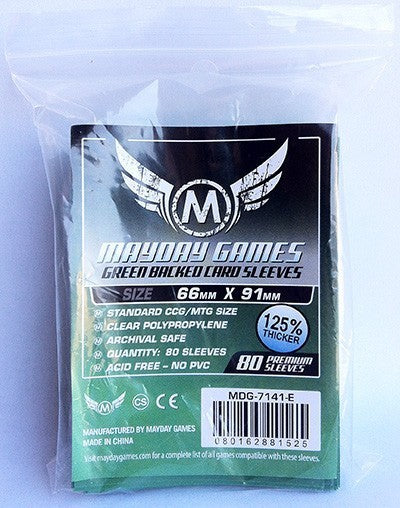 M
MAYDAY GAMES
GREEN BACKED CARD SLEEVES
SIZE 66MM X 91MM
STANDARD CCG/MTG SIZE
CLEAR POLYPROPYLENE
ARCHIVAL SAFE
QUANTITY: 80 SLEEVES
ACID FREE – NO PVC
125%
THICKER
80 PREMIUM
SLEEVES
M CS CE
MDG-7141-E
080162881525
MANUFACTURED BY MAYDAY GAMES
MADE IN CHINA
Visit maydaygames.com for a complete list of all games compatible with these sleeves.